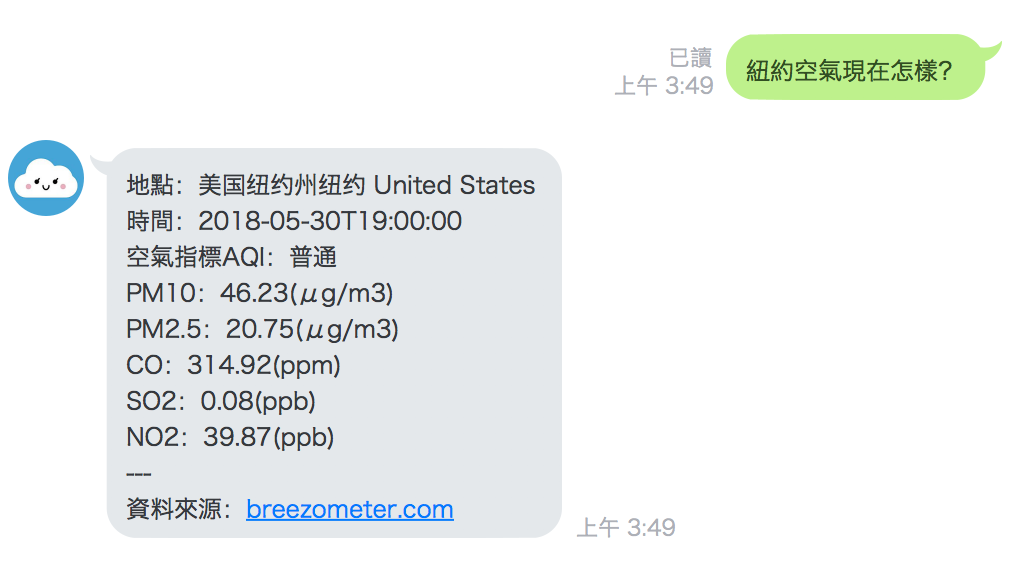 已讀
上午 3:49
紐約空氣現在怎樣?
地點：美国纽约州纽约 United States
時間：2018-05-30T19:00:00
空氣指標AQI：普通
PM10：46.23(μg/m3)
PM2.5：20.75(μg/m3)
CO：314.92(ppm)
SO2：0.08(ppb)
NO2：39.87(ppb)
---
資料來源：breezometer.com
上午 3:49